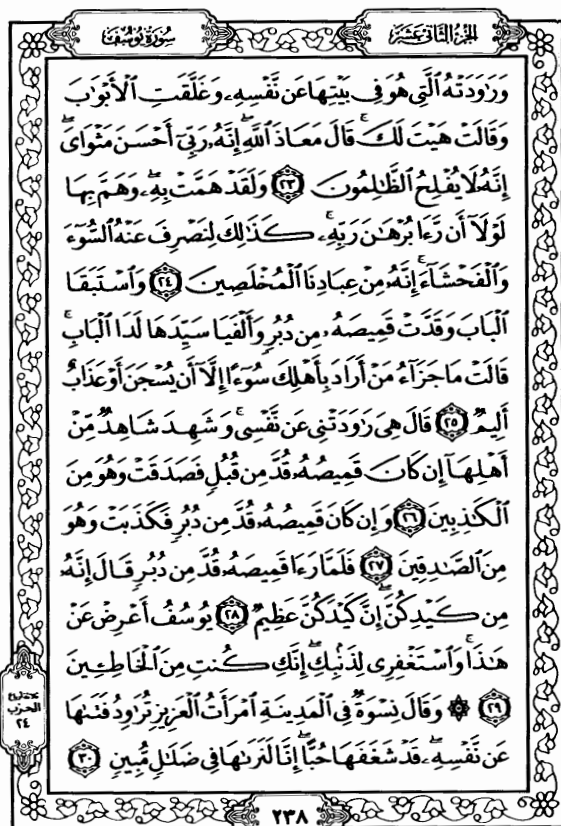 الجزء الثاني عشر
سورة يوسف
وَرَٰوَدَتْهُ ٱلَّتِى هُوَ فِى بَيْتِهَا عَن نَّفْسِهِۦ وَغَلَّقَتِ ٱلْأَبْوَٰبَ
وَقَالَتْ هَيْتَ لَكَ ۚ قَالَ مَعَاذَ ٱللَّهِ ۖ إِنَّهُۥ رَبِّىٓ أَحْسَنَ مَثْوَاىَ ۖ
إِنَّهُۥ لَا يُفْلِحُ ٱلظَّٰلِمُونَ ٢٣ وَلَقَدْ هَمَّتْ بِهِۦ ۖ وَهَمَّ بِهَا
لَوْلَآ أَن رَّءَا بُرْهَٰنَ رَبِّهِۦ ۚ كَذَٰلِكَ لِنَصْرِفَ عَنْهُ ٱلسُّوٓءَ
وَٱلْفَحْشَآءَ ۚ إِنَّهُۥ مِنْ عِبَادِنَا ٱلْمُخْلَصِينَ ٢٤ وَٱسْتَبَقَا
ٱلْبَابَ وَقَدَّتْ قَمِيصَهُۥ مِن دُبُرٍ وَأَلْفَيَا سَيِّدَهَا لَدَا ٱلْبَابِ ۚ
قَالَتْ مَا جَزَآءُ مَنْ أَرَادَ بِأَهْلِكَ سُوٓءًا إِلَّآ أَن يُسْجَنَ أَوْ عَذَابٌ
أَلِيمٌ ٢٥ قَالَ هِىَ رَٰوَدَتْنِى عَن نَّفْسِى ۚ وَشَهِدَ شَاهِدٌ مِّنْ
أَهْلِهَآ إِن كَانَ قَمِيصُهُۥ قُدَّ مِن قُبُلٍ فَصَدَقَتْ وَهُوَ مِنَ
ٱلْكَٰذِبِينَ ٢٦ وَإِن كَانَ قَمِيصُهُۥ قُدَّ مِن دُبُرٍ فَكَذَبَتْ وَهُوَ
مِنَ ٱلصَّٰدِقِينَ ٢٧ فَلَمَّا رَءَا قَمِيصَهُۥ قُدَّ مِن دُبُرٍ قَالَ إِنَّهُۥ
مِن كَيْدِكُنَّ ۖ إِنَّ كَيْدَكُنَّ عَظِيمٌ ٢٨ يُوسُفُ أَعْرِضْ عَنْ
هَٰذَا ۚ وَٱسْتَغْفِرِى لِذَنۢبِكِ ۖ إِنَّكِ كُنتِ مِنَ ٱلْخَاطِـِٔينَ
٢٩ ۞ وَقَالَ نِسْوَةٌ فِى ٱلْمَدِينَةِ ٱمْرَأَتُ ٱلْعَزِيزِ تُرَٰوِدُ فَتَىٰهَا
عَن نَّفْسِهِۦ ۖ قَدْ شَغَفَهَا حُبًّا ۖ إِنَّا لَنَرَىٰهَا فِى ضَلَٰلٍ مُّبِينٍ ٣٠
الحزب
٢٤
٢٣٨